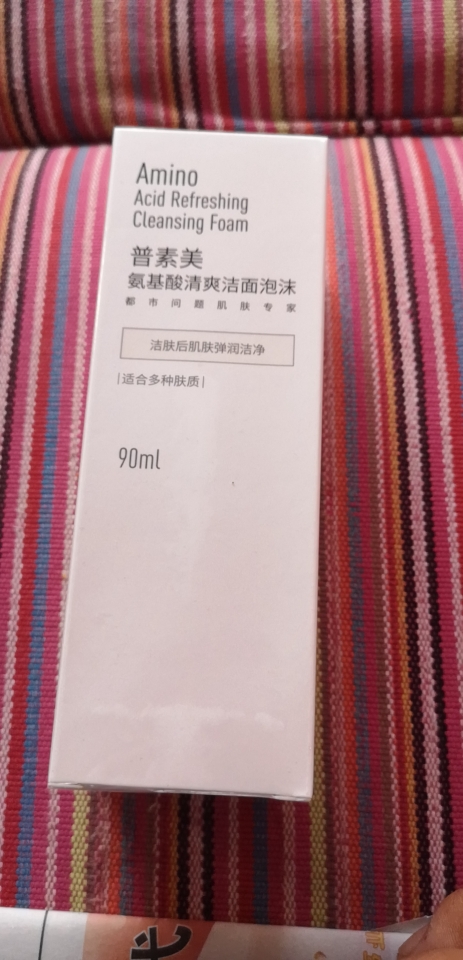 Amino
Acid Refreshing
Cleansing Foam
普素美
氨基酸清爽洁面泡沫
都市问题肌肤专家
洁肤后肌肤弹润洁净
|适合多种肤质|
90ml